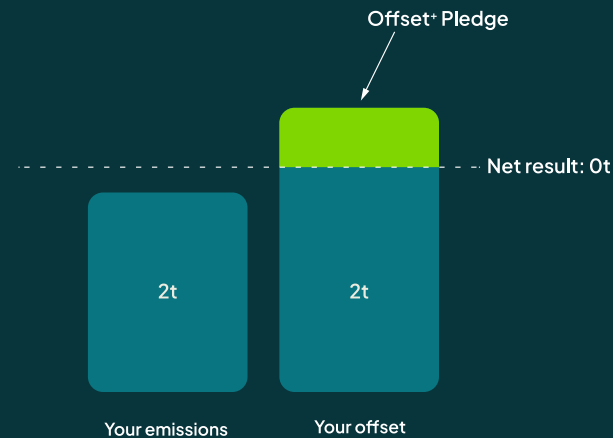 Offset⁺ Pledge
Net result: 0t
2t
2t
Your emissions
Your offset